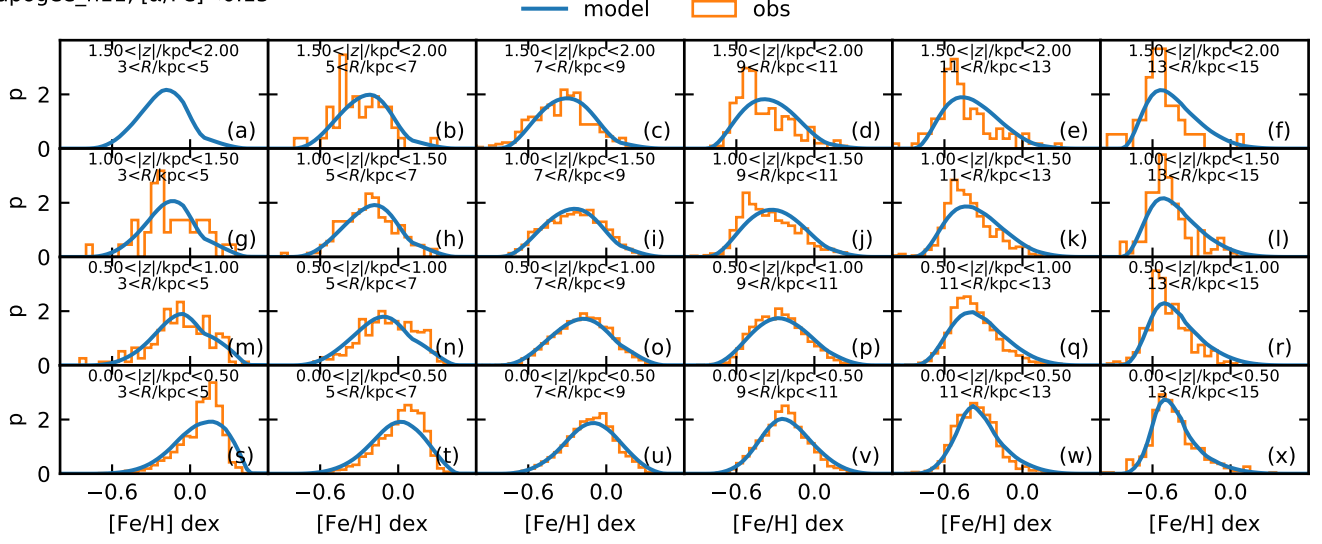 model obs
1.50<|z|/kpc<2.00 1.50<|z|/kpc<2.00 1.50<|z|/kpc<2.00 1.50<|z|/kpc<2.00 1.50<|z|/kpc<2.00 1.50<|z|/kpc<2.00
3<R/kpc<5 5<R/kpc<7 7<R/kpc<9 9<R/kpc<11 11<R/kpc<13 13<R/kpc<15
p 2
(a) (b) (c) (d) (e) (f)
0
1.00<|z|/kpc<1.50 1.00<|z|/kpc<1.50 1.00<|z|/kpc<1.50 1.00<|z|/kpc<1.50 1.00<|z|/kpc<1.50 1.00<|z|/kpc<1.50
3<R/kpc<5 5<R/kpc<7 7<R/kpc<9 9<R/kpc<11 11<R/kpc<13 13<R/kpc<15
p 2
(g) (h) (i) (j) (k) (l)
0
0.50<|z|/kpc<1.00 0.50<|z|/kpc<1.00 0.50<|z|/kpc<1.00 0.50<|z|/kpc<1.00 0.50<|z|/kpc<1.00 0.50<|z|/kpc<1.00
3<R/kpc<5 5<R/kpc<7 7<R/kpc<9 9<R/kpc<11 11<R/kpc<13 13<R/kpc<15
p 2
(m) (n) (o) (p) (q) (r)
0
0.00<|z|/kpc<0.50 0.00<|z|/kpc<0.50 0.00<|z|/kpc<0.50 0.00<|z|/kpc<0.50 0.00<|z|/kpc<0.50 0.00<|z|/kpc<0.50
3<R/kpc<5 5<R/kpc<7 7<R/kpc<9 9<R/kpc<11 11<R/kpc<13 13<R/kpc<15
p 2
(s) (t) (u) (v) (w) (x)
0
−0.6 0.0 −0.6 0.0 −0.6 0.0 −0.6 0.0 −0.6 0.0 −0.6 0.0
[Fe/H] dex [Fe/H] dex [Fe/H] dex [Fe/H] dex [Fe/H] dex [Fe/H] dex